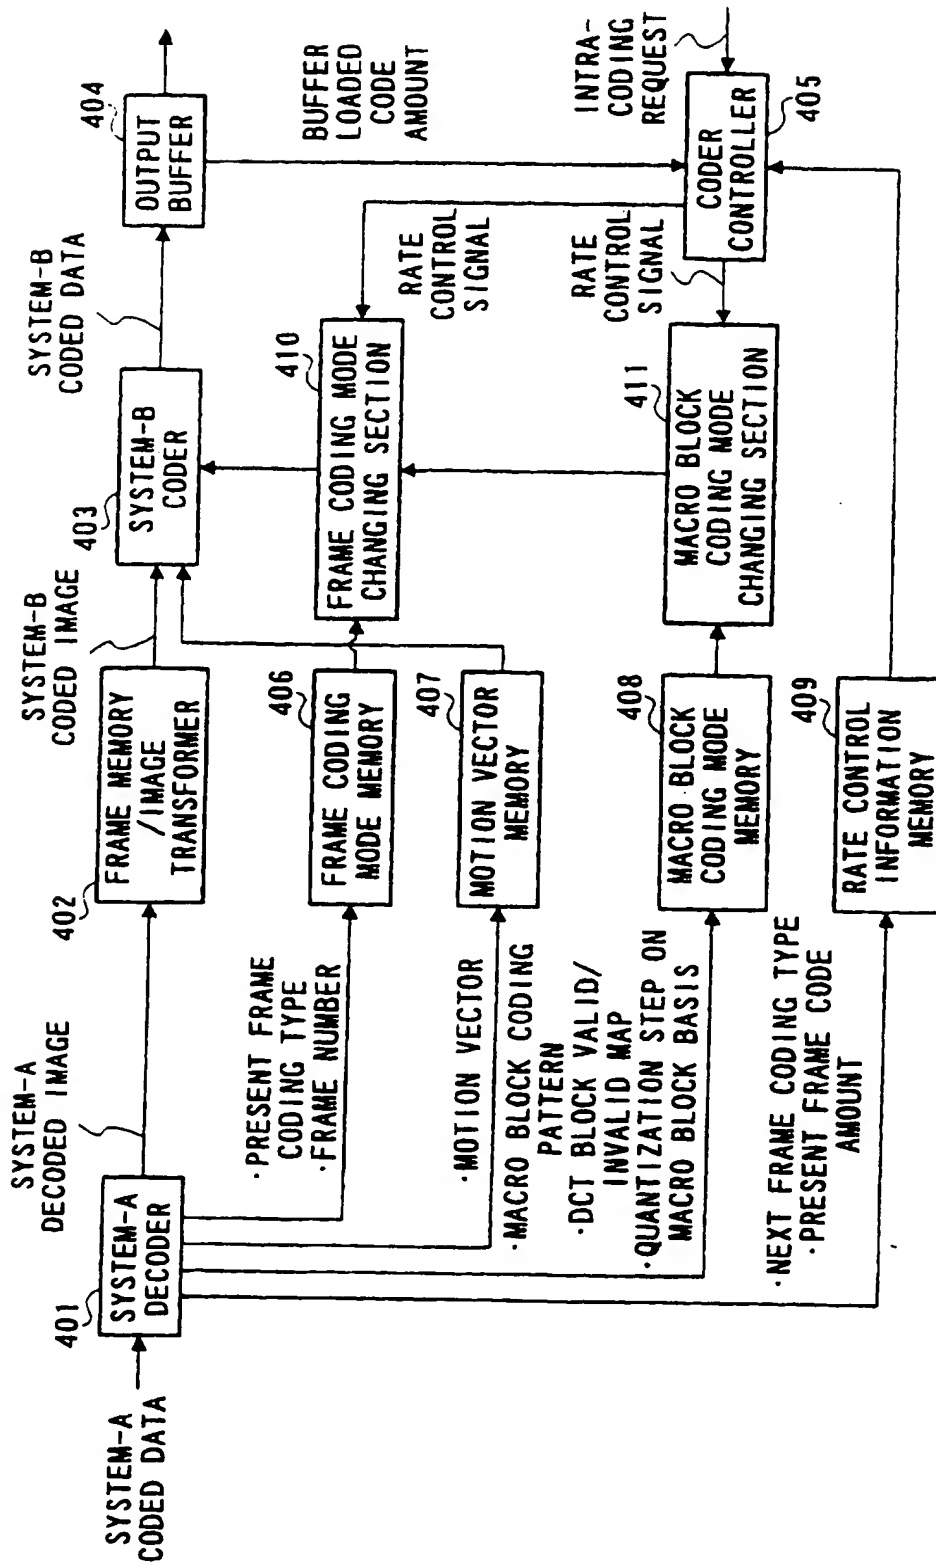 SYSTEM-A
CODED DATA
401
SYSTEM-A
DECODER
SYSTEM-A
DECODED IMAGE
402
FRAME MEMORY
/IMAGE
TRANSFORMER
SYSTEM-B
CODED IMAGE
403
SYSTEM-B
CODER
SYSTEM-B
CODED DATA
404
OUTPUT
BUFFER
BUFFER
LOADED
CODE
AMOUNT
·PRESENT FRAME
CODING TYPE
·FRAME NUMBER
406
FRAME CODING
MODE MEMORY
410
FRAME CODING MODE
CHANGING SECTION
RATE
CONTROL
SIGNAL
·MOTION VECTOR
407
MOTION VECTOR
MEMORY
·MACRO BLOCK CODING
PATTERN
·DCT BLOCK VALID/
INVALID MAP
·QUANTIZATION STEP ON
MACRO BLOCK BASIS
408
MACRO BLOCK
CODING MODE
MEMORY
411
MACRO BLOCK
CODING MODE
CHANGING SECTION
RATE
CONTROL
SIGNAL
CODER
CONTROLLER
405
INTRA-
CODING
REQUEST
·NEXT FRAME CODING TYPE
·PRESENT FRAME CODE
AMOUNT
409
RATE CONTROL
INFORMATION
MEMORY